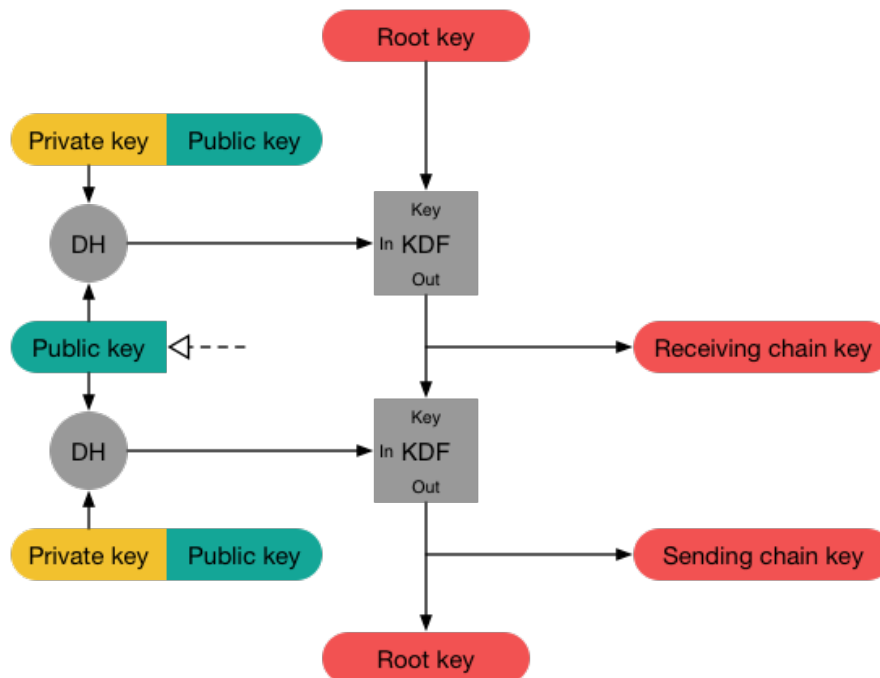 Root key
Private key Public key
Key
DH
In KDF
Out
Public key
Receiving chain key
Key
DH
In KDF
Out
Private key Public key
Sending chain key
Root key